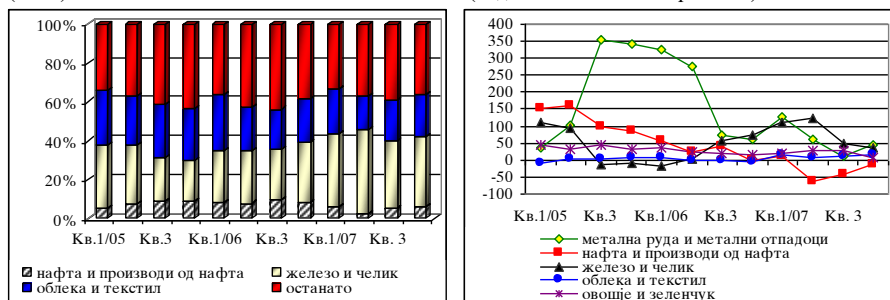 100%
80%
60%
40%
20%
0%
Кв.1/05 Кв.3 Кв.1/06 Кв.3 Кв.1/07 Кв. 3
нафта и производи од нафта железо и челик
облека и текстил останато
400
350
300
250
200
150
100
50
0
-50
-100
Кв.1/05 Кв.3 Кв.1/06 Кв.3 Кв.1/07 Кв. 3
метална руда и метални отпадоци
нафта и производи од нафта
железо и челик
облека и текстил
овошје и зеленчук